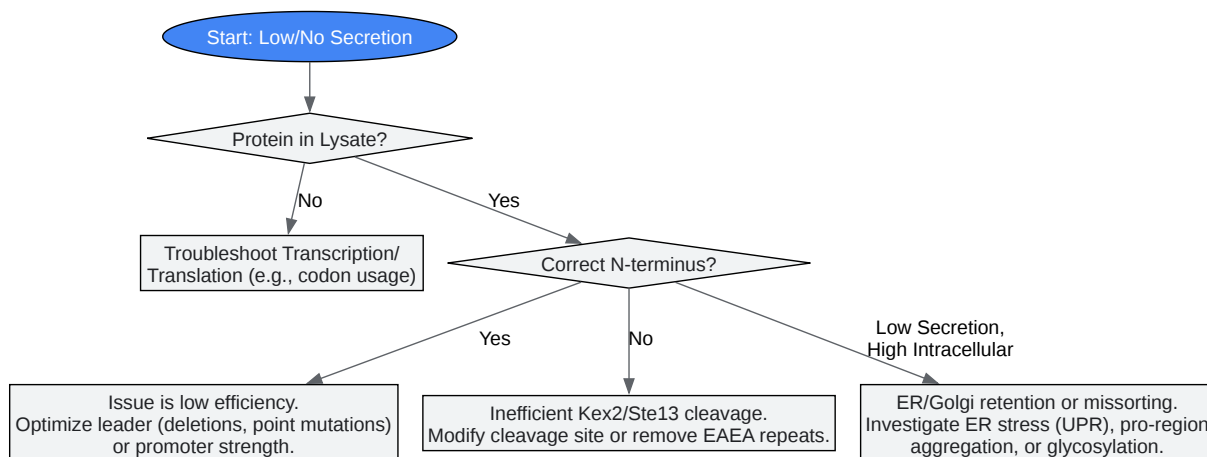 Start: Low/No Secretion
Protein in Lysate?
No
Yes
Troubleshoot Transcription/
Translation (e.g., codon usage)
Correct N-terminus?
Yes
No
Low Secretion,
High Intracellular
Issue is low efficiency.
Optimize leader (deletions, point mutations)
or promoter strength.
Inefficient Kex2/Ste13 cleavage.
Modify cleavage site or remove EAEA repeats.
ER/Golgi retention or missorting.
Investigate ER stress (UPR), pro-region
aggregation, or glycosylation.